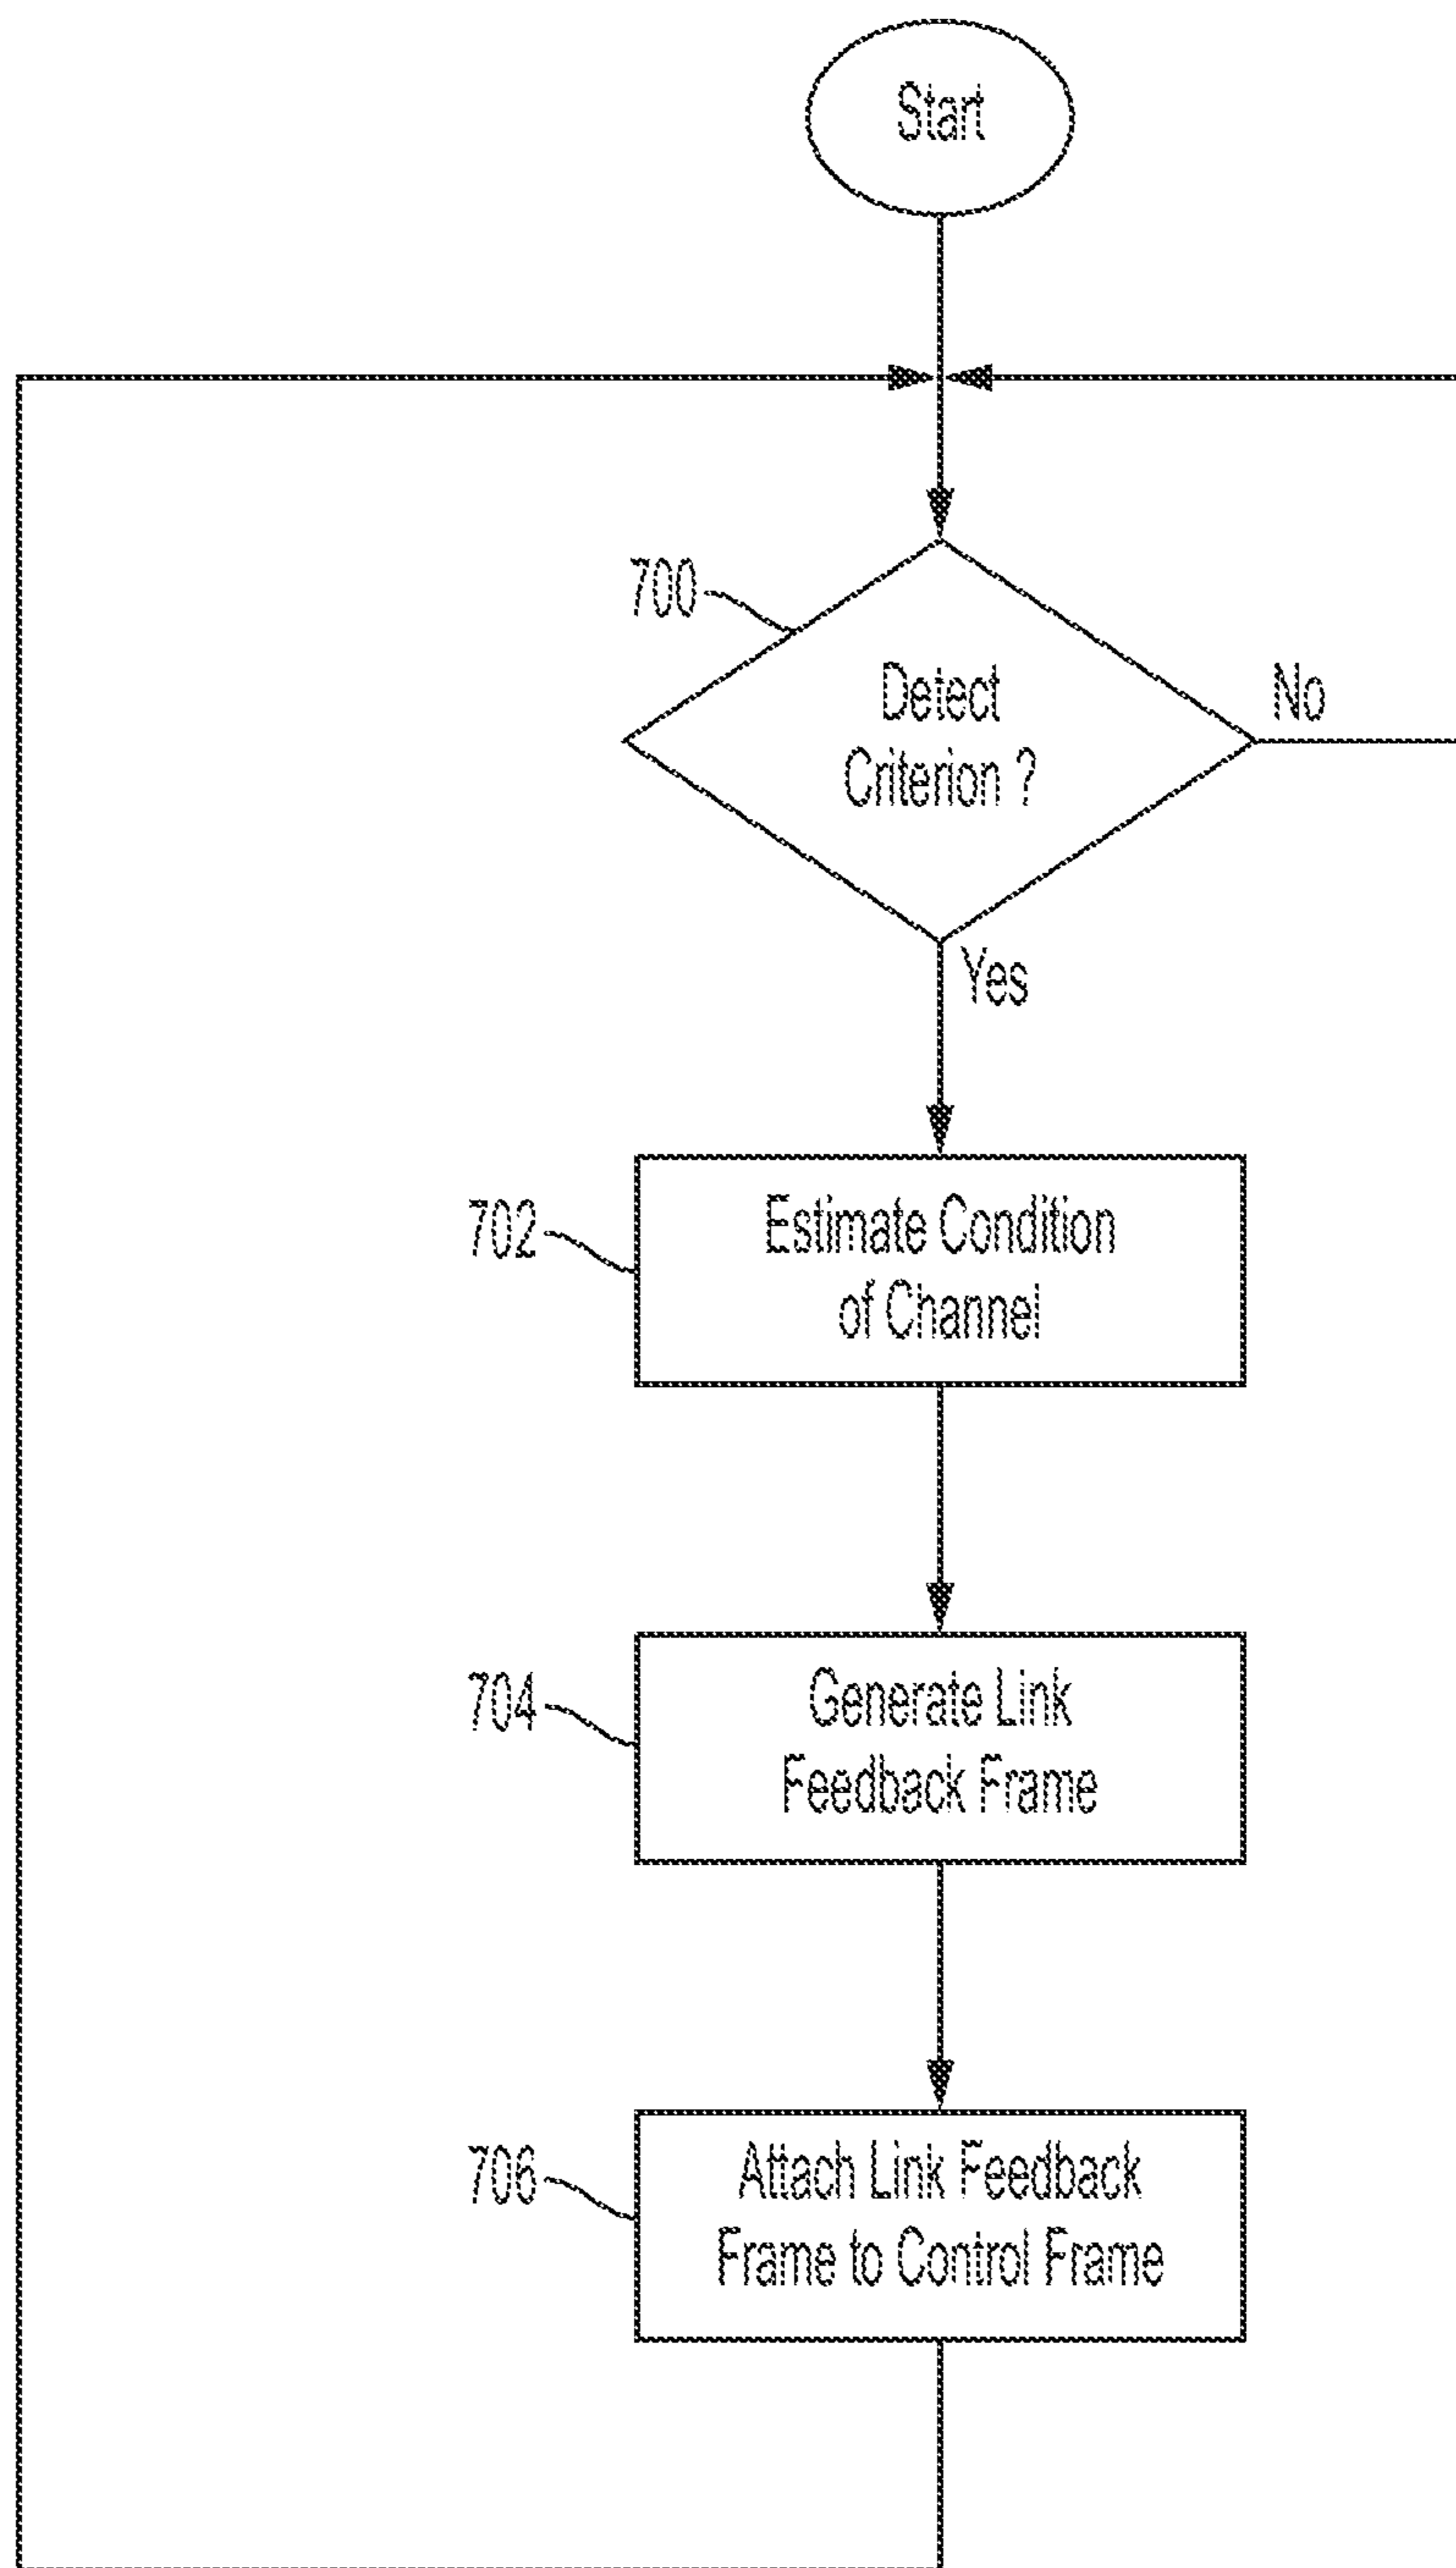 Start
700
Detect
Criterion ?
No
Yes
702
Estimate Condition
of Channel
704
Generate Link
Feedback Frame
706
Attach Link Feedback
Frame to Control Frame